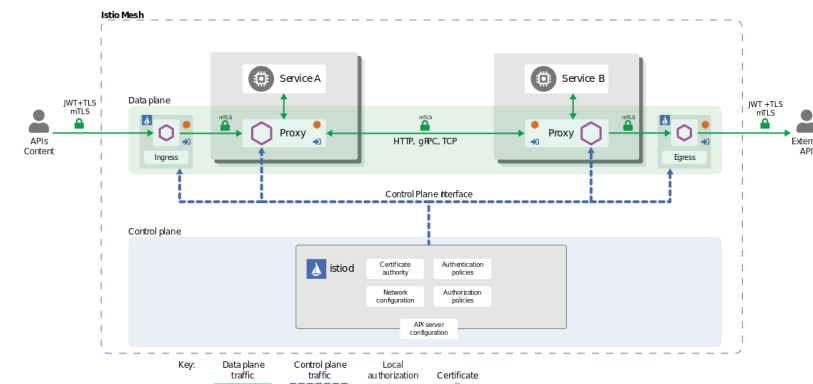 Istio Mesh
Service A
Service B
Data plane
JWT+TLS
mTLS
mTLS
mTLS
mTLS
JWT +TLS
mTLS
Proxy
Proxy
HTTP, gRPC, TCP
APIs
Content
Ingress
Egress
Extern
API
Control Plane Interface
Control plane
istiod
Certificate
authority
Authentication
policies
Network
configuration
Authorization
policies
API server
configuration
Key:
Data plane
traffic
Control plane
traffic
Local
authorization
Certificate